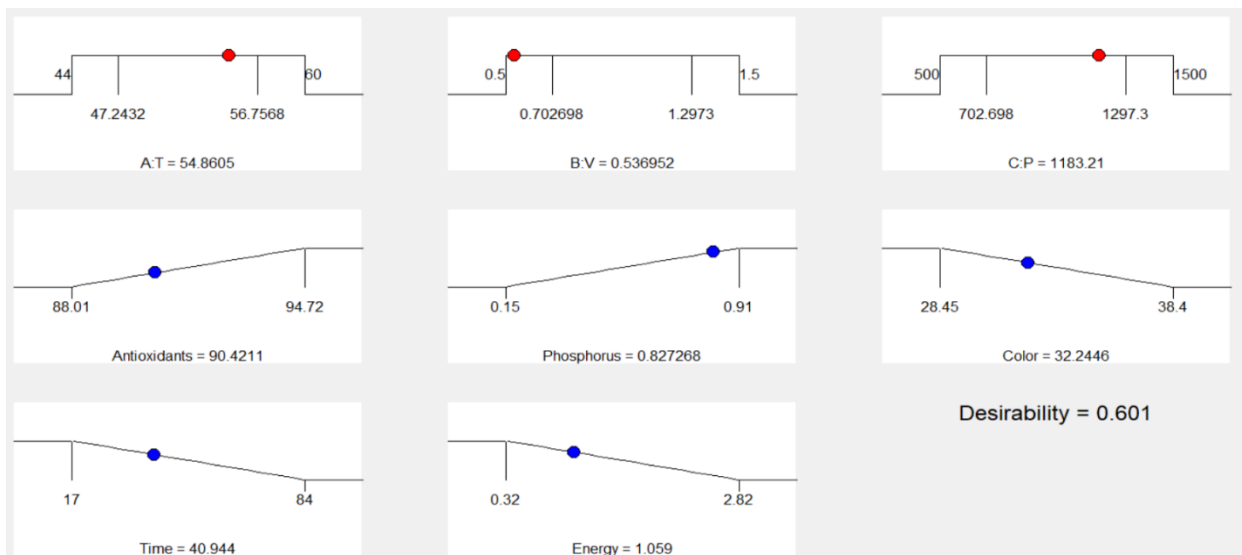 44 60
47.2432 56.7568
A:T = 54.8605
0.5 1.5
0.702698 1.2973
B:V = 0.536952
500 1500
702.698 1297.3
C:P = 1183.21
88.01 94.72
Antioxidants = 90.4211
0.15 0.91
Phosphorus = 0.827268
28.45 38.4
Color = 32.2446
17 84
Time = 40.944
0.32 2.82
Energy = 1.059
Desirability = 0.601